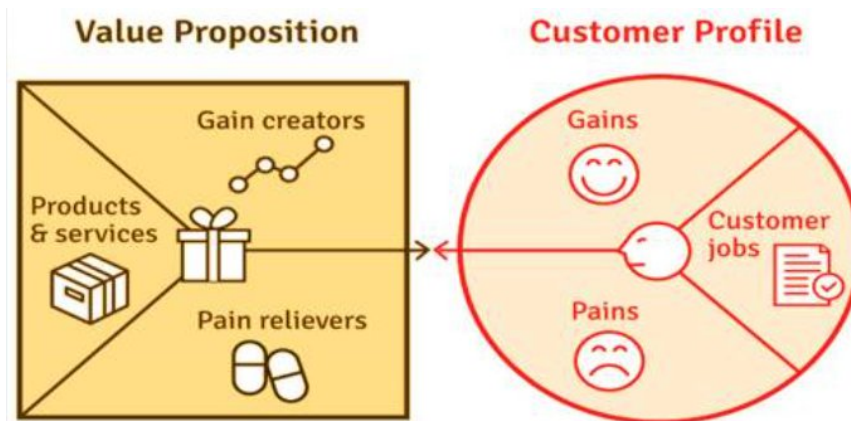 Value Proposition
Customer Profile
Gain creators
Products
& services
Pain relievers
Gains
Customer
jobs
Pains